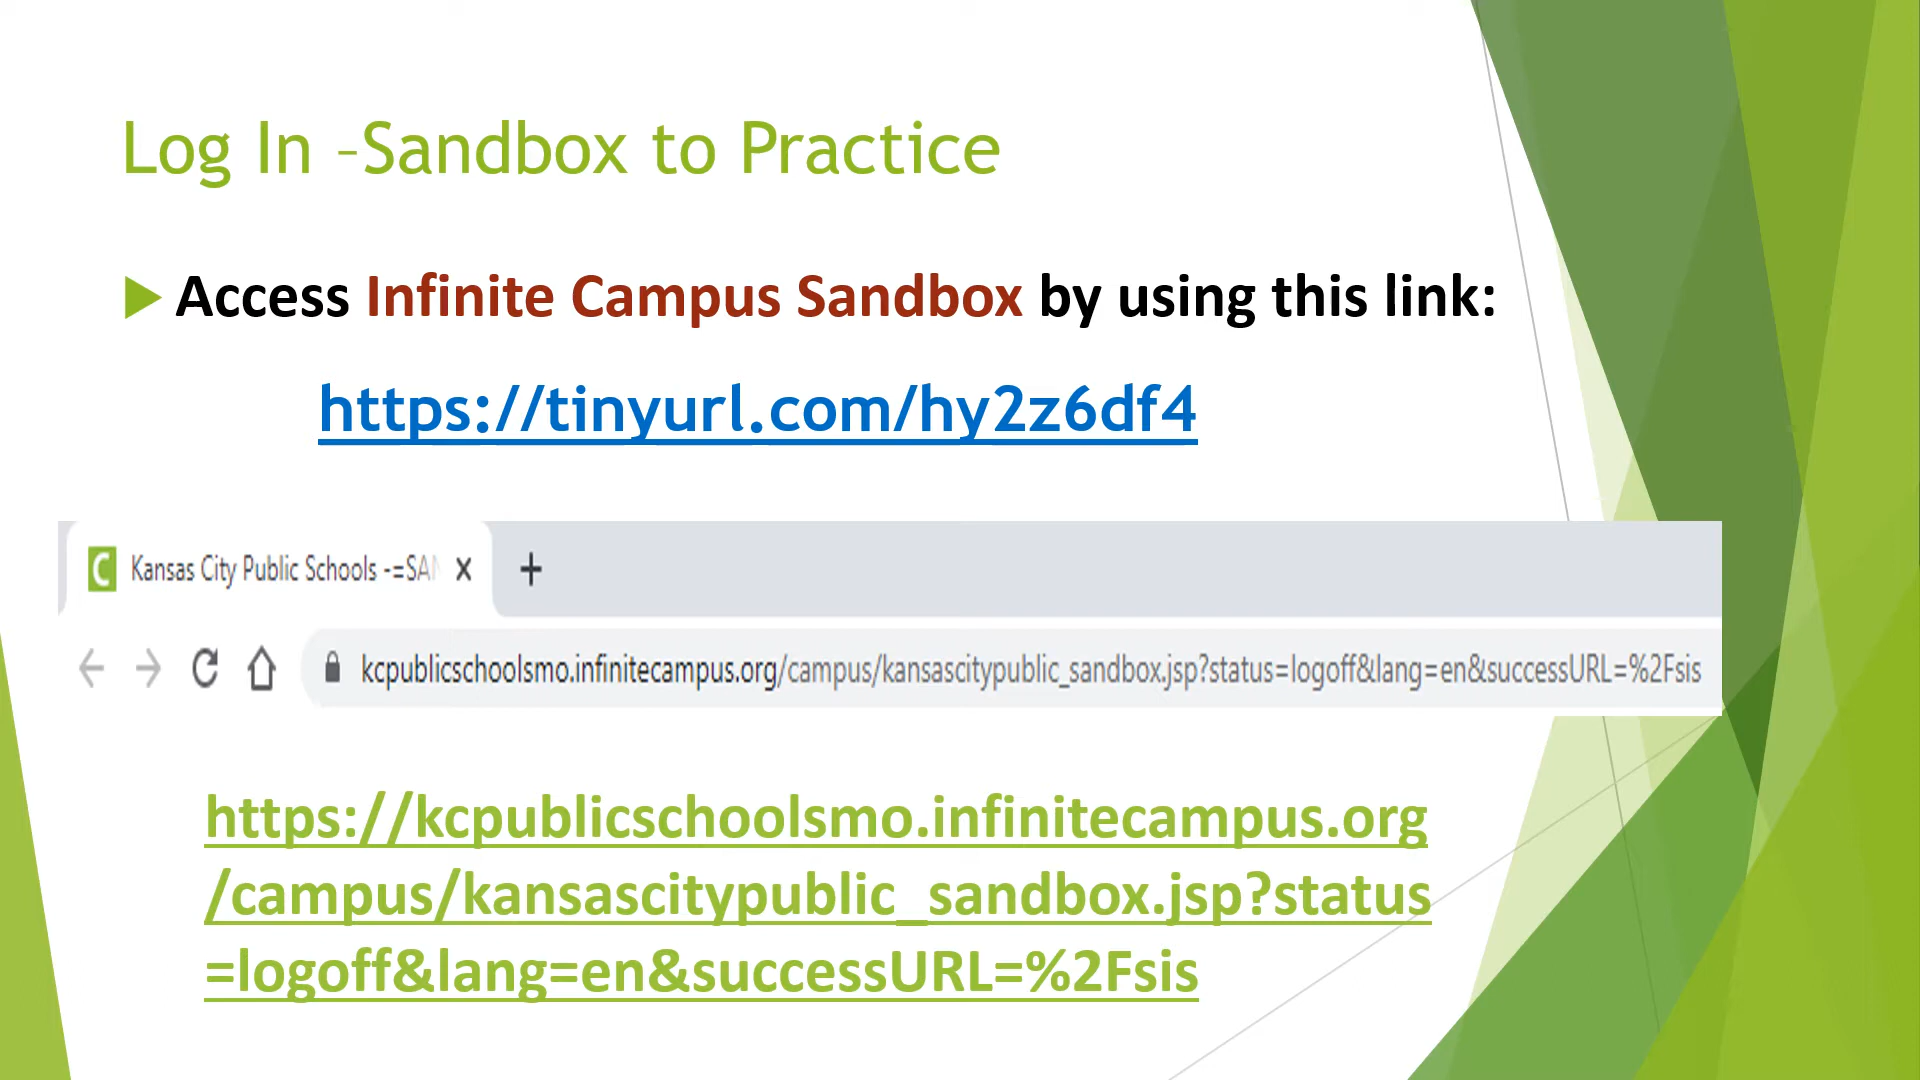 Log In –Sandbox to Practice
Access Infinite Campus Sandbox by using this link:
https://tinyurl.com/hy2z6df4
C Kansas City Public Schools -=SAN
kcpublicschoolsmo.infinitecampus.org/campus/kansascitypublic_sandbox.jsp?status=logoff&lang=en&successURL=%2Fsis
https://kcpublicschoolsmo.infinitecampus.org
/campus/kansascitypublic_sandbox.jsp?status
=logoff&lang=en&successURL=%2Fsis